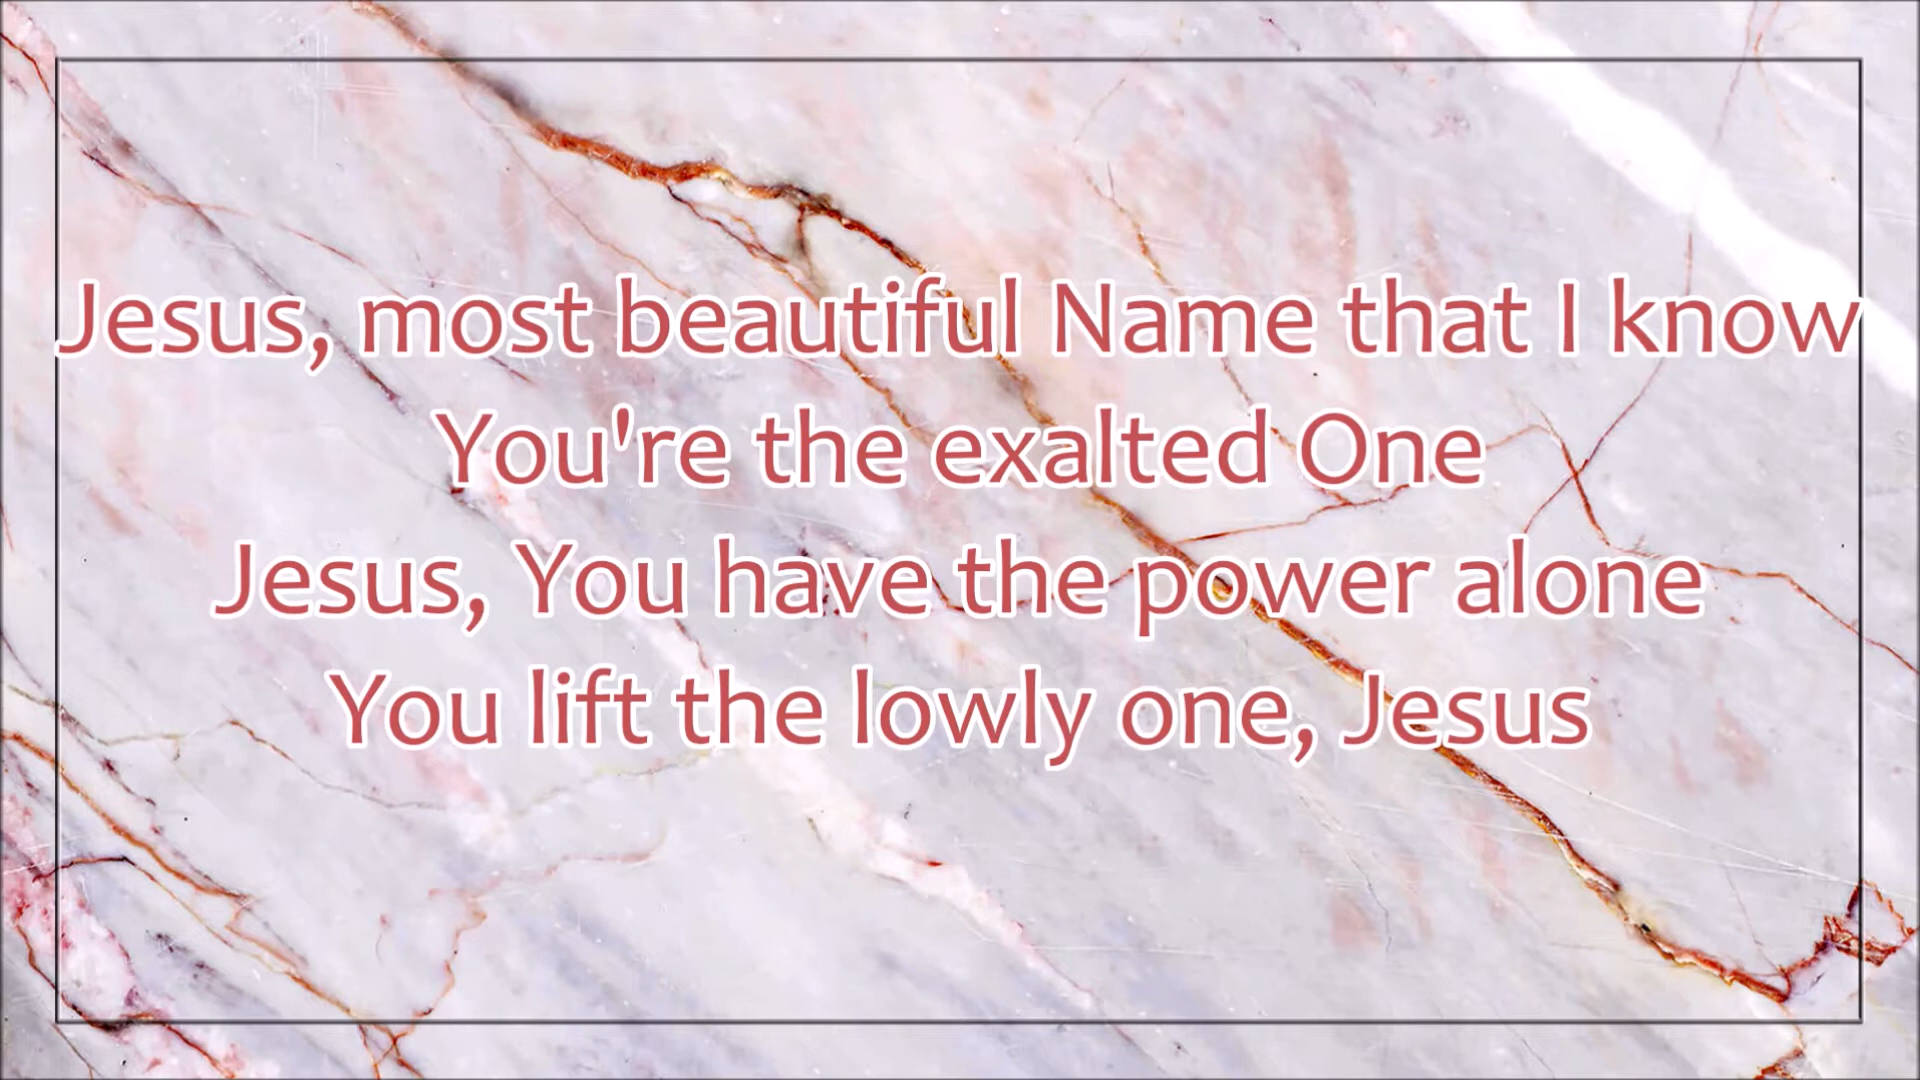 Jesus, most beautiful Name that I know
You're the exalted One
Jesus, You have the power alone
You lift the lowly one, Jesus